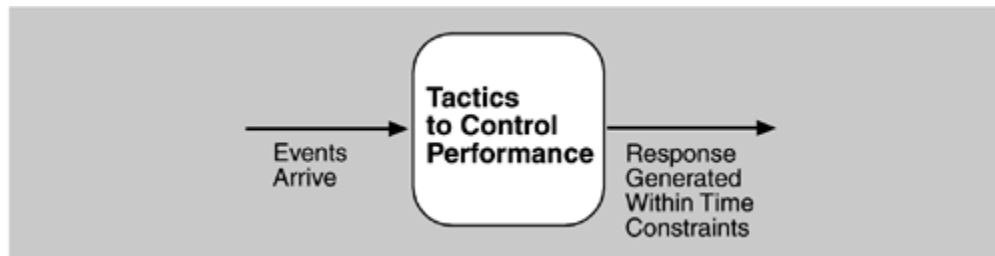 Events
Arrive
Tactics
to Control
Performance
Response
Generated
Within Time
Constraints